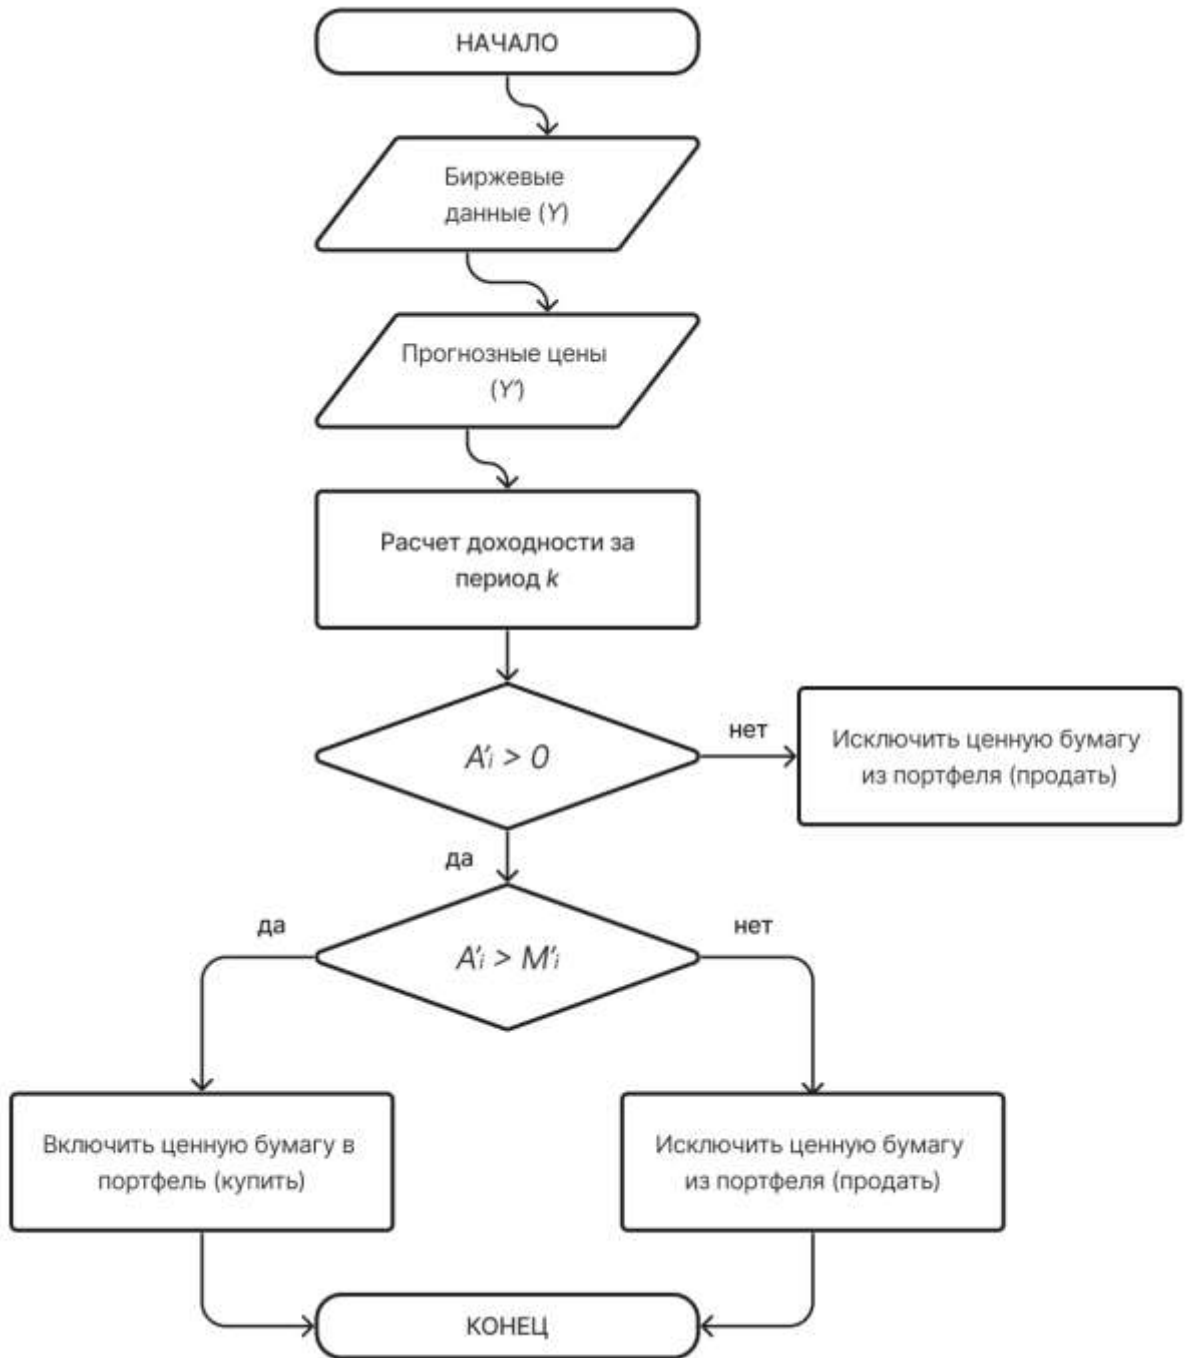 НАЧАЛО
Биржевые
данные (Y)
Прогнозные цены
(Y')
Расчет доходности за
период k
A'i > 0
нет
Исключить ценную бумагу
из портфеля (продать)
да
да
A'i > M'i
нет
Включить ценную бумагу в
портфель (купить)
Исключить ценную бумагу
из портфеля (продать)
КОНЕЦ